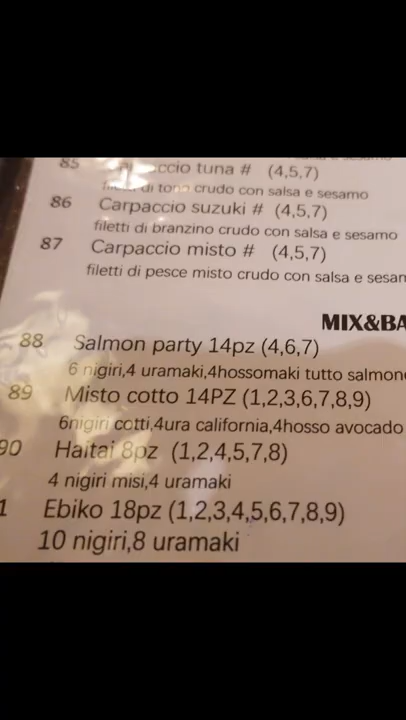 85 ccio tuna # (4,5,7)
di tono crudo con salsa e sesamo
86 Carpaccio suzuki # (4,5,7)
filetti di branzino crudo con salsa e sesamo
87 Carpaccio misto # (4,5,7)
filetti di pesce misto crudo con salsa e sesan
MIX&BA
88 Salmon party 14pz (4,6,7)
6 nigiri,4 uramaki,4hossomaki tutto salmone
89 Misto cotto 14PZ (1,2,3,6,7,8,9)
6nigiri cotti,4ura california,4hosso avocado
90 Haitai 8pz (1,2,4,5,7,8)
4 nigiri misi,4 uramaki
1 Ebiko 18pz (1,2,3,4,5,6,7,8,9)
10 nigiri,8 uramaki